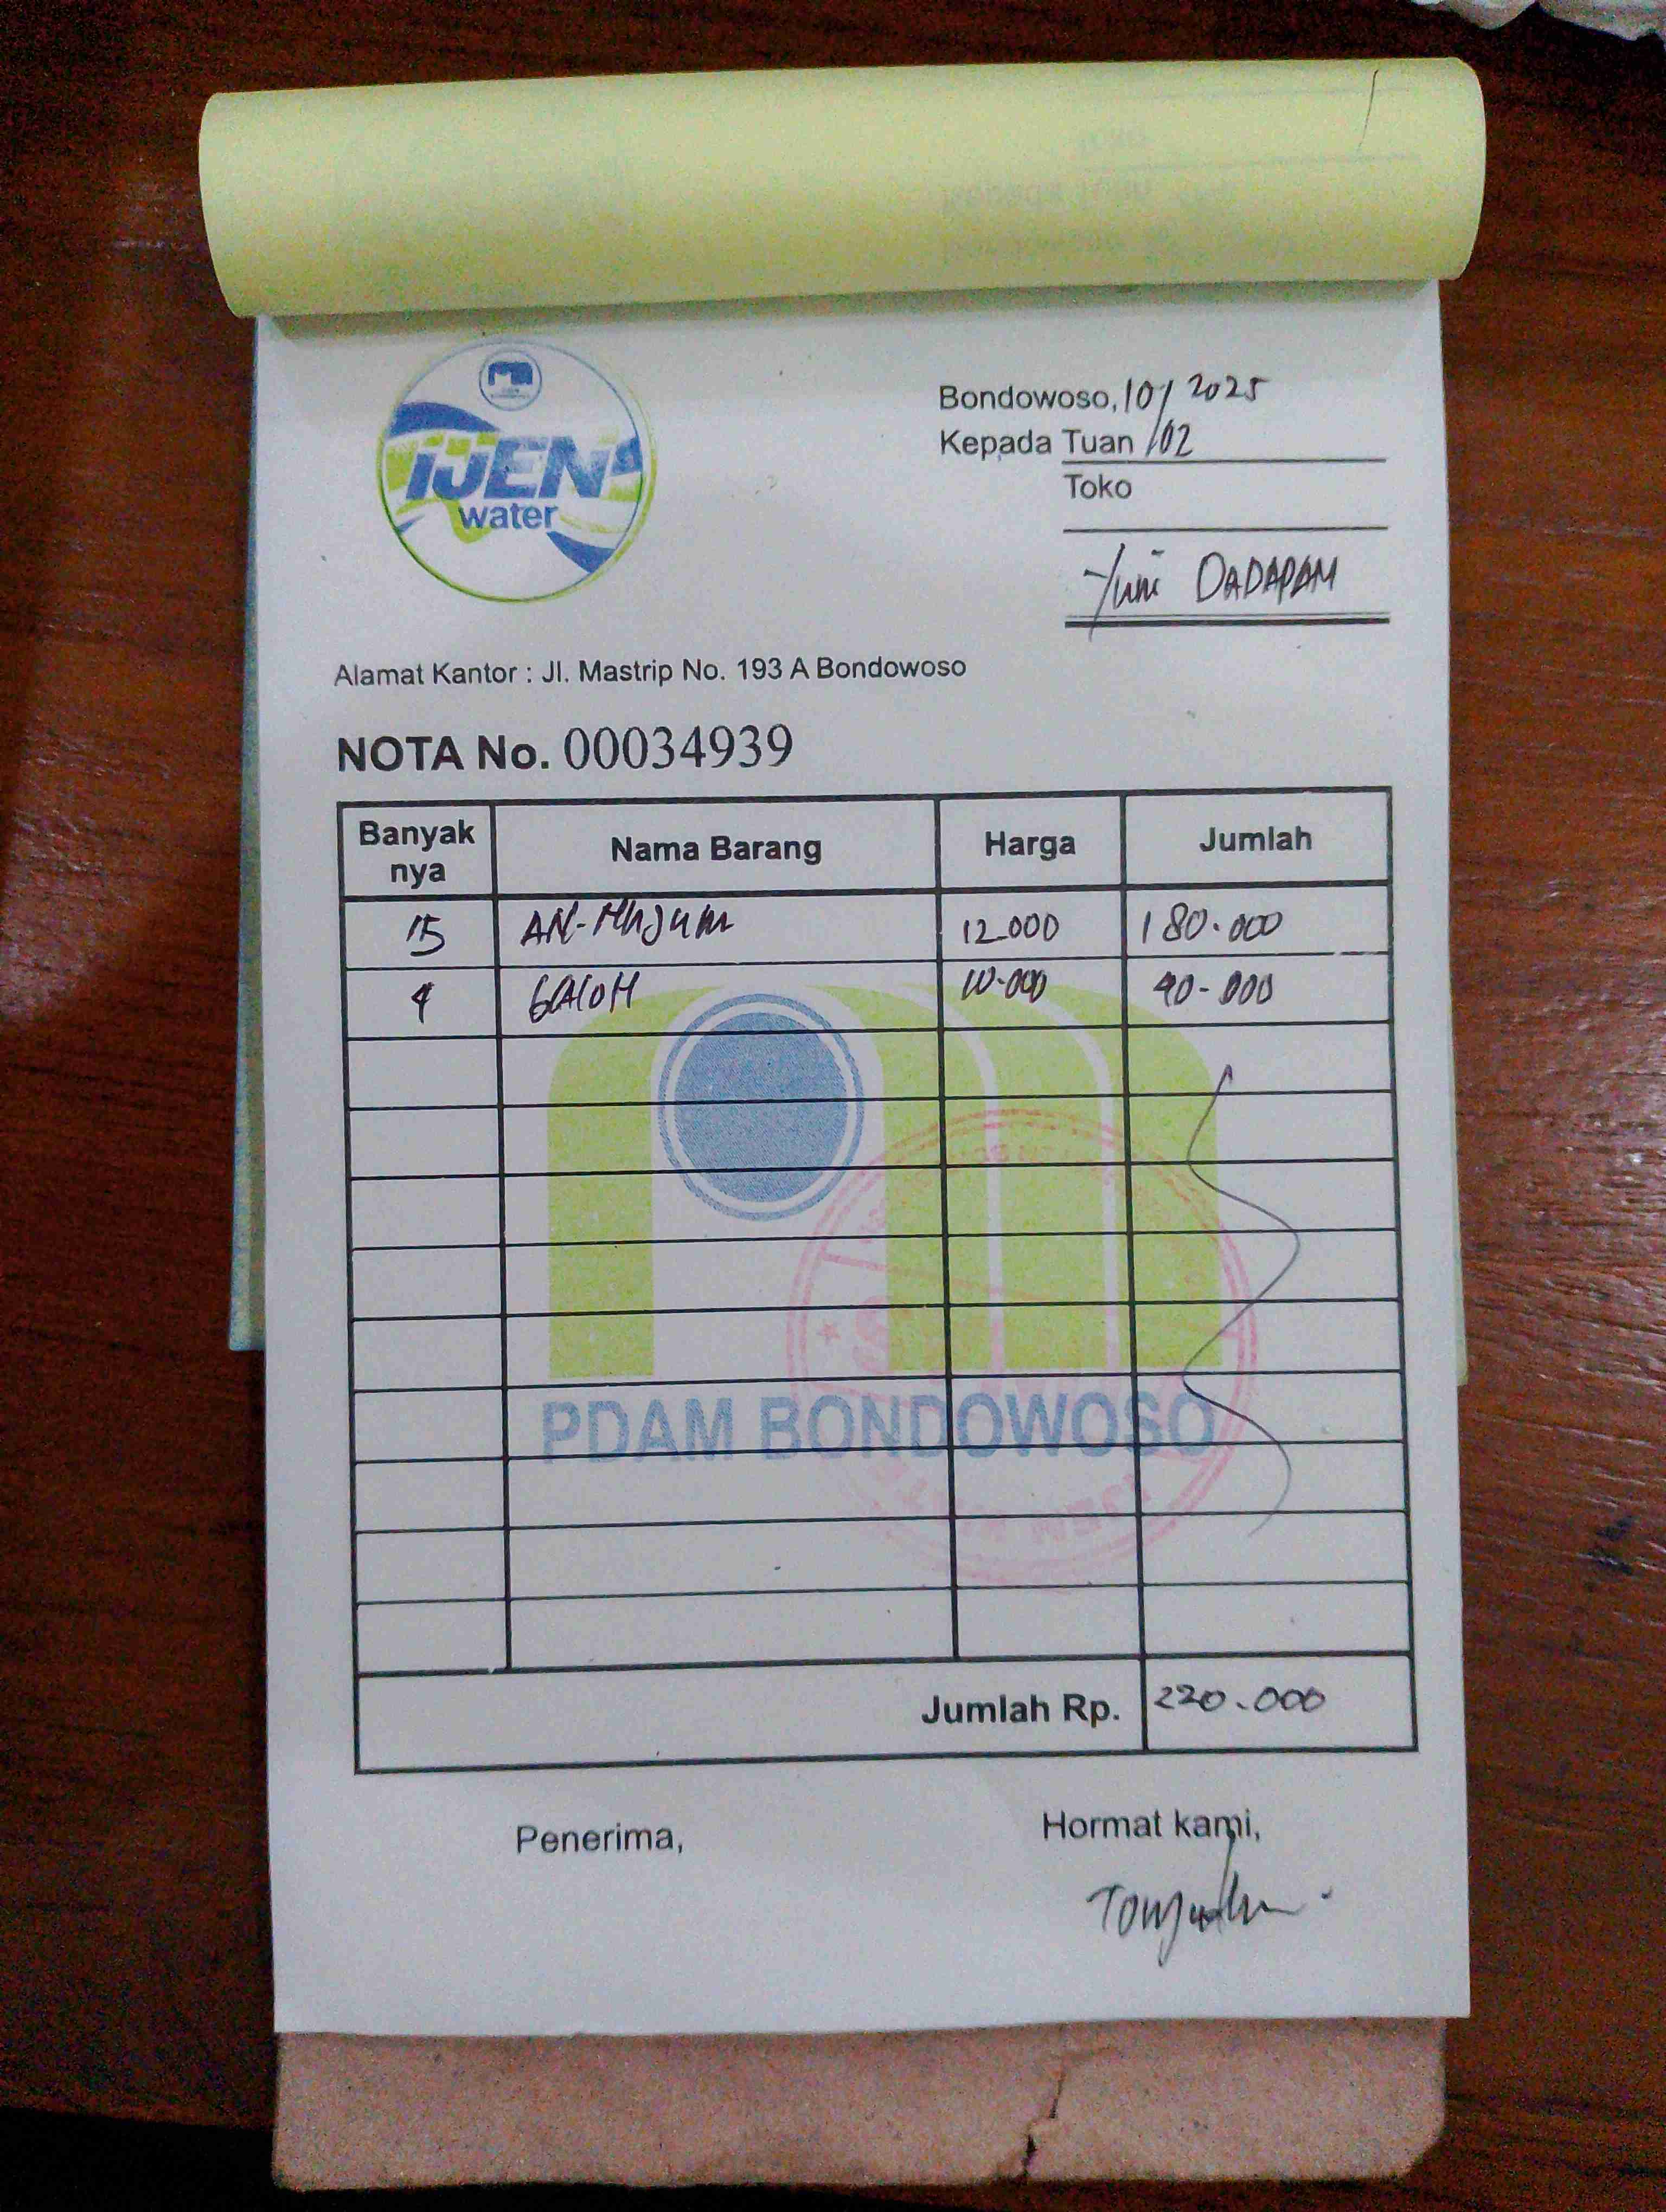 IJEN
water
Bondowoso, 10/02 2025
Kepada Tuan
Toko
Yuni DADAPAN
Alamat Kantor : Jl. Mastrip No. 193 A Bondowoso
NOTA No. 00034939
Banyak nya Nama Barang Harga Jumlah
15 AN-Nujum 12.000 180.000
4 GALOH 10.000 40-000
PDAM BONDOWOSO
Jumlah Rp. 220.000
Penerima, Hormat kami,